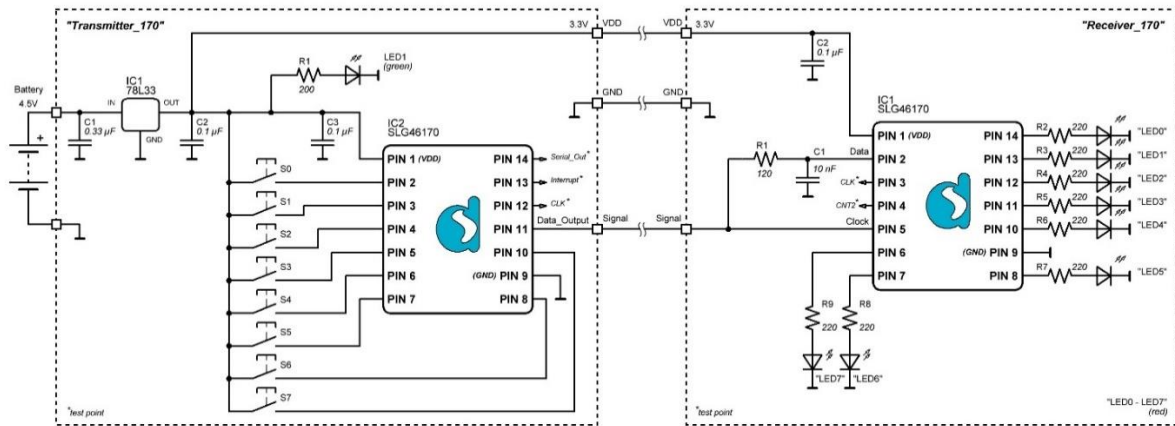 "Transmitter_170"
Battery
4.5V
IC1
78L33
IN
OUT
GND
C1
0.33 µF
C2
0.1 µF
R1
200
LED1
(green)
C3
0.1 µF
IC2
SLG46170
PIN 1 (VDD)
PIN 2
PIN 3
PIN 4
PIN 5
PIN 6
PIN 7
PIN 14
PIN 13
PIN 12
PIN 11
PIN 10
(GND) PIN 9
PIN 8
Serial_Out*
Interrupt*
CLK*
Data_Output
S0
S1
S2
S3
S4
S5
S6
S7
*test point
3.3V
VDD
VDD
3.3V
GND
GND
Signal
Signal
"Receiver_170"
C2
0.1 µF
R1
120
C1
10 nF
Data
CLK*
CNT2*
Clock
IC1
SLG46170
PIN 1 (VDD)
PIN 2
PIN 3
PIN 4
PIN 5
PIN 6
PIN 7
PIN 14
PIN 13
PIN 12
PIN 11
PIN 10
(GND) PIN 9
PIN 8
R2 220 "LED0"
R3 220 "LED1"
R4 220 "LED2"
R5 220 "LED3"
R6 220 "LED4"
R7 220 "LED5"
R9
220
R8
220
"LED7"
"LED6"
*test point
"LED0 - LED7"
(red)